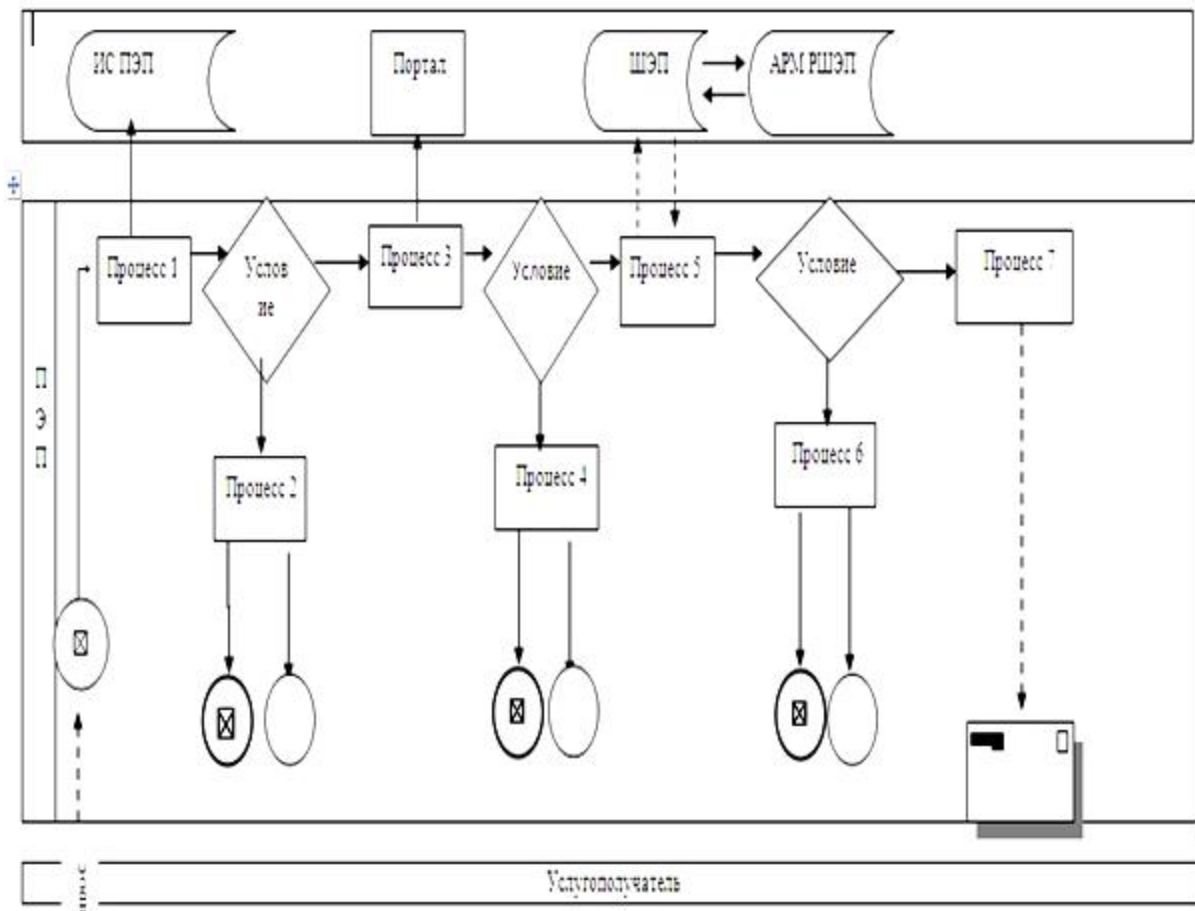 ИС ПЭП
Портал
ШЭП
АРМ РШЭП
Процесс 1
Услов
ие
Процесс 3
Условие
Процесс 5
Условие
Процесс 7
П
Э
П
Процесс 2
Процесс 4
Процесс 6
Услугополучатель